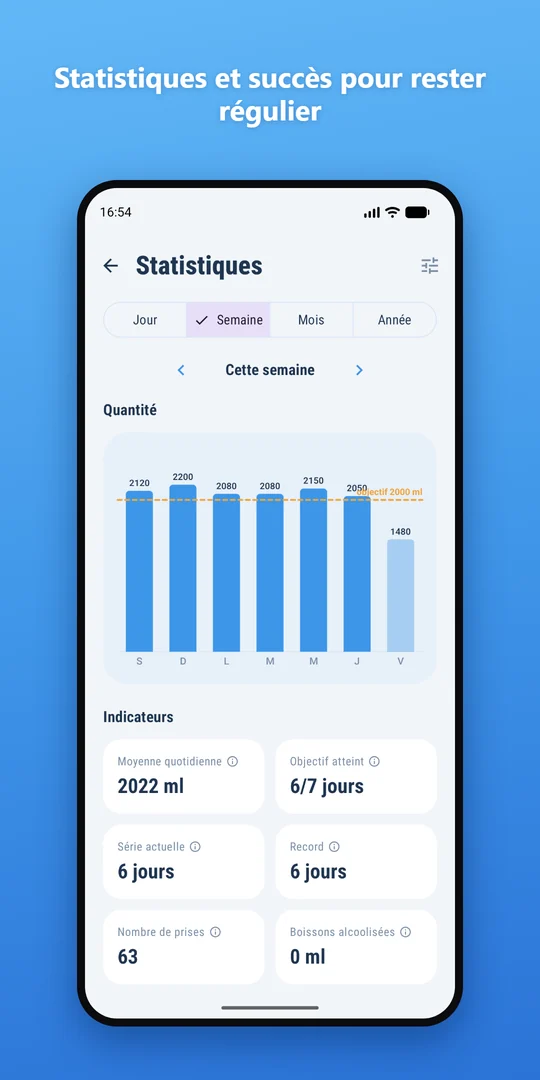 Statistiques et succès pour rester
régulier
16:54
Statistiques
Jour Semaine Mois Année
Cette semaine
Quantité
2120 2200 2080 2080 2150 2050 1480
objectif 2000 ml
S D L M M J V
Indicateurs
Moyenne quotidienne Objectif atteint
2022 ml 6/7 jours
Série actuelle Record
6 jours 6 jours
Nombre de prises Boissons alcoolisées
63 0 ml